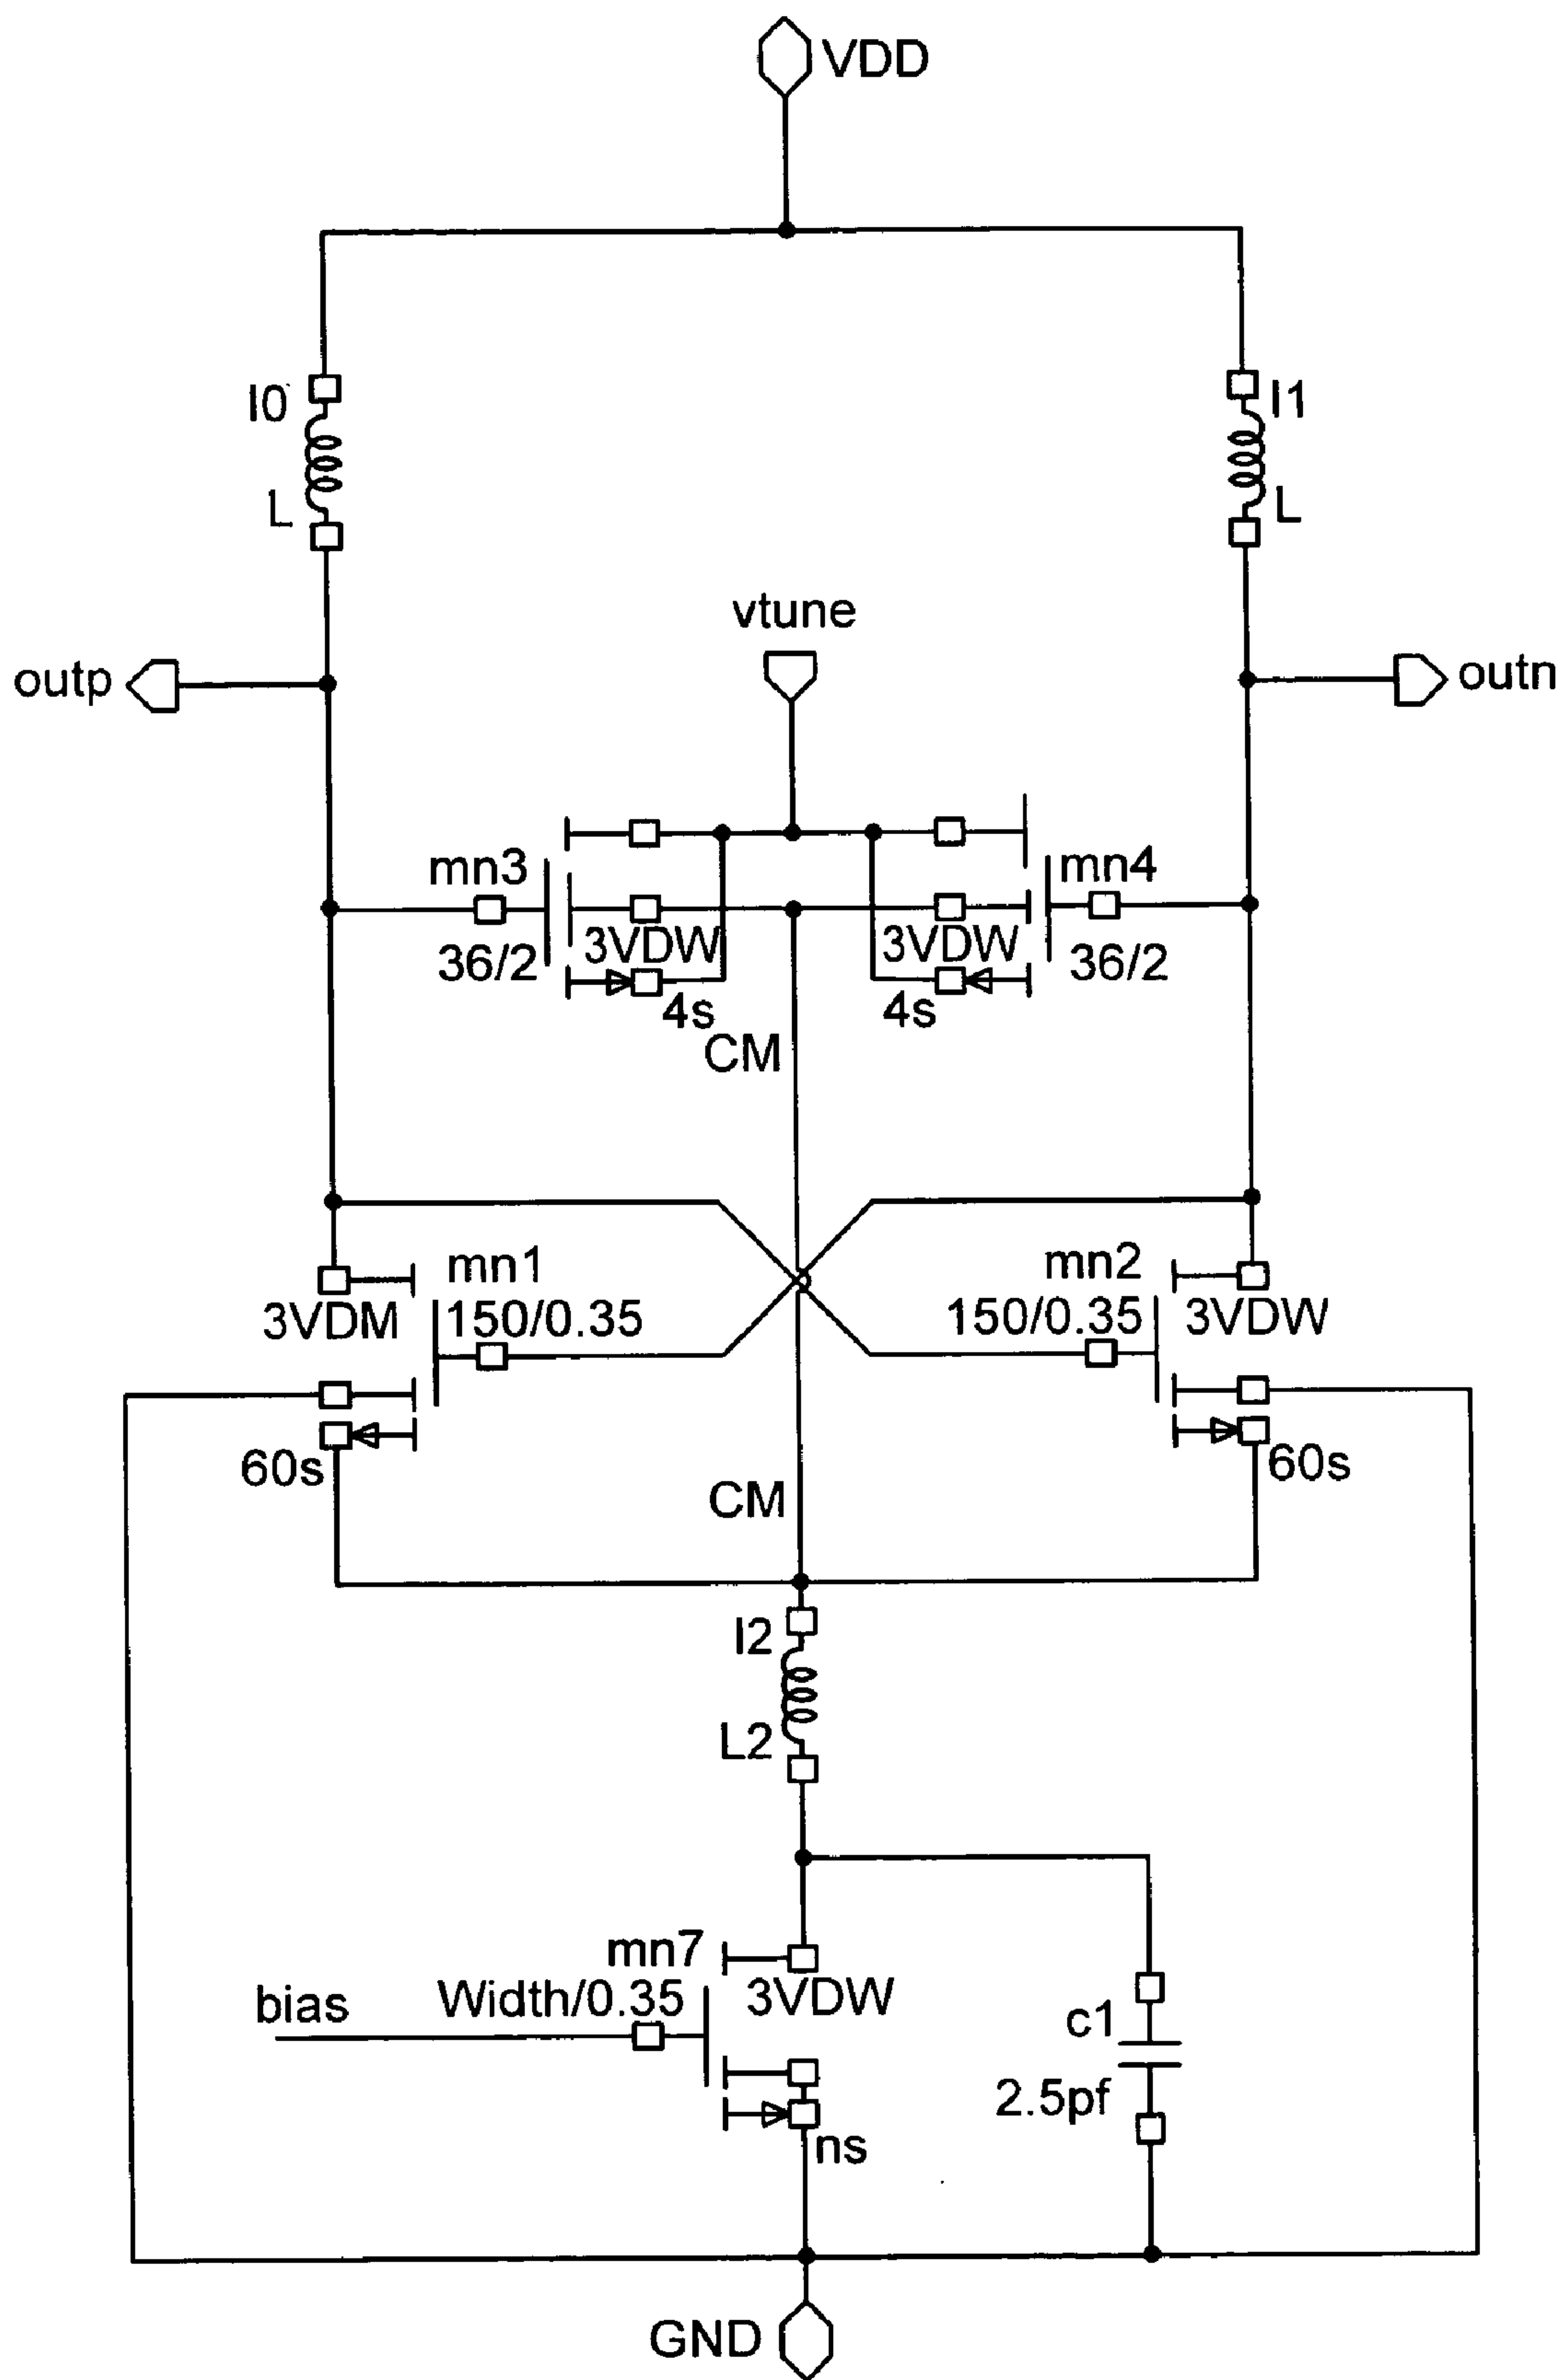 VDD
I0
I1
L
L
vtune
outp
outn
mn3
mn4
3VDW
3VDW
36/2
36/2
4s
4s
CM
mn1
mn2
3VDM
150/0.35
150/0.35
3VDW
60s
60s
CM
I2
L2
mn7
bias
Width/0.35
3VDW
c1
2.5pf
ns
GND